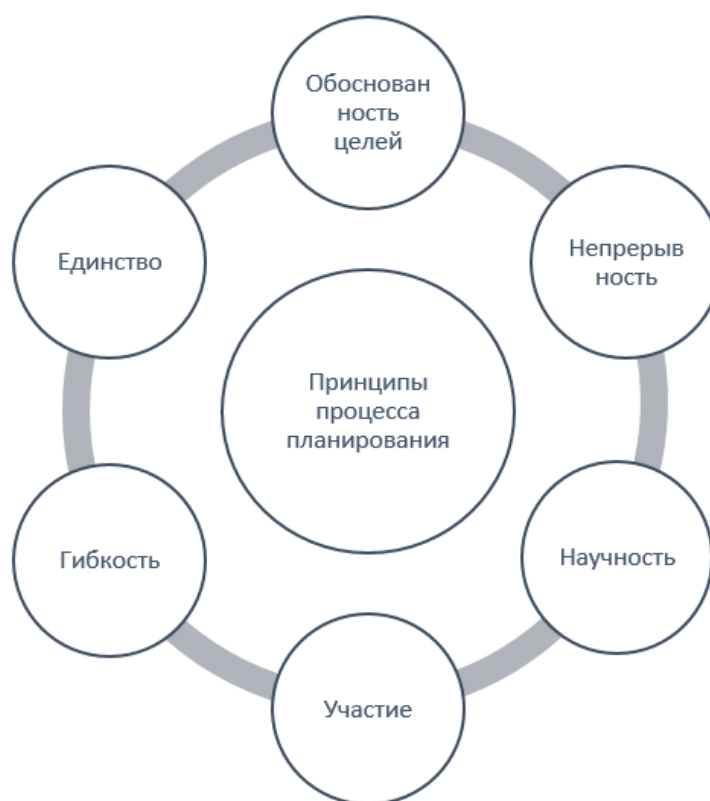 Обоснован
ность
целей
Единство
Непрерыв
ность
Принципы
процесса
планирования
Гибкость
Научность
Участие